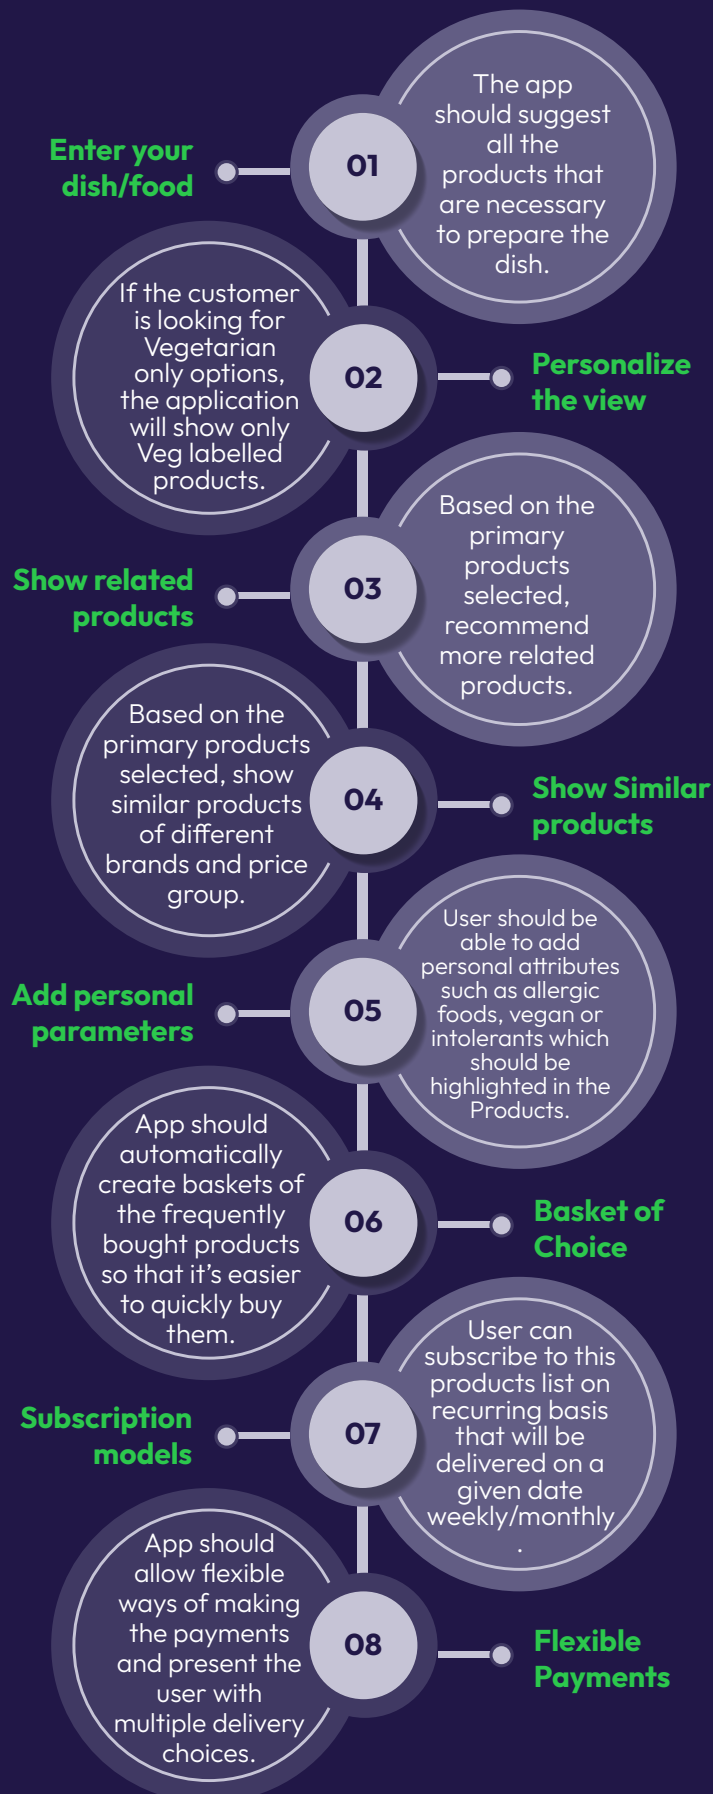 Enter your
dish/food
01
The app
should suggest
all the
products that
are necessary
to prepare the
dish.
If the customer
is looking for
Vegetarian
only options,
the application
will show only
Veg labelled
products.
02
Personalize
the view
Show related
products
03
Based on the
primary
products
selected,
recommend
more related
products.
Based on the
primary products
selected, show
similar products
of different
brands and price
group.
04
Show Similar
products
Add personal
parameters
05
User should be
able to add
personal attributes
such as allergic
foods, vegan or
intolerants which
should be
highlighted in the
Products.
App should
automatically
create baskets of
the frequently
bought products
so that it’s easier
to quickly buy
them.
06
Basket of
Choice
Subscription
models
07
User can
subscribe to this
products list on
recurring basis
that will be
delivered on a
given date
weekly/monthly
.
App should
allow flexible
ways of making
the payments
and present the
user with
multiple delivery
choices.
08
Flexible
Payments